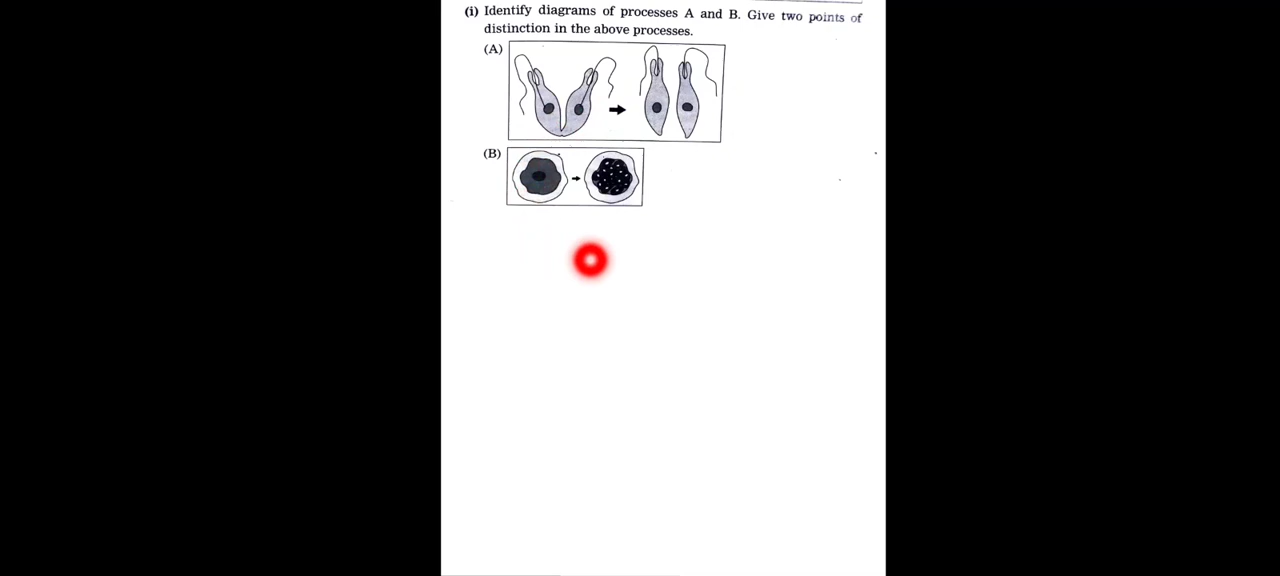 (i) Identify diagrams of processes A and B. Give two points of
distinction in the above processes.
(A)
(B)